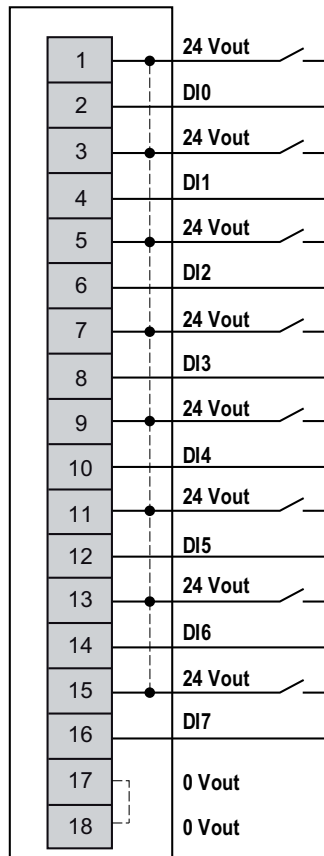 1 24 Vout
2 DI0
3 24 Vout
4 DI1
5 24 Vout
6 DI2
7 24 Vout
8 DI3
9 24 Vout
10 DI4
11 24 Vout
12 DI5
13 24 Vout
14 DI6
15 24 Vout
16 DI7
17 0 Vout
18 0 Vout